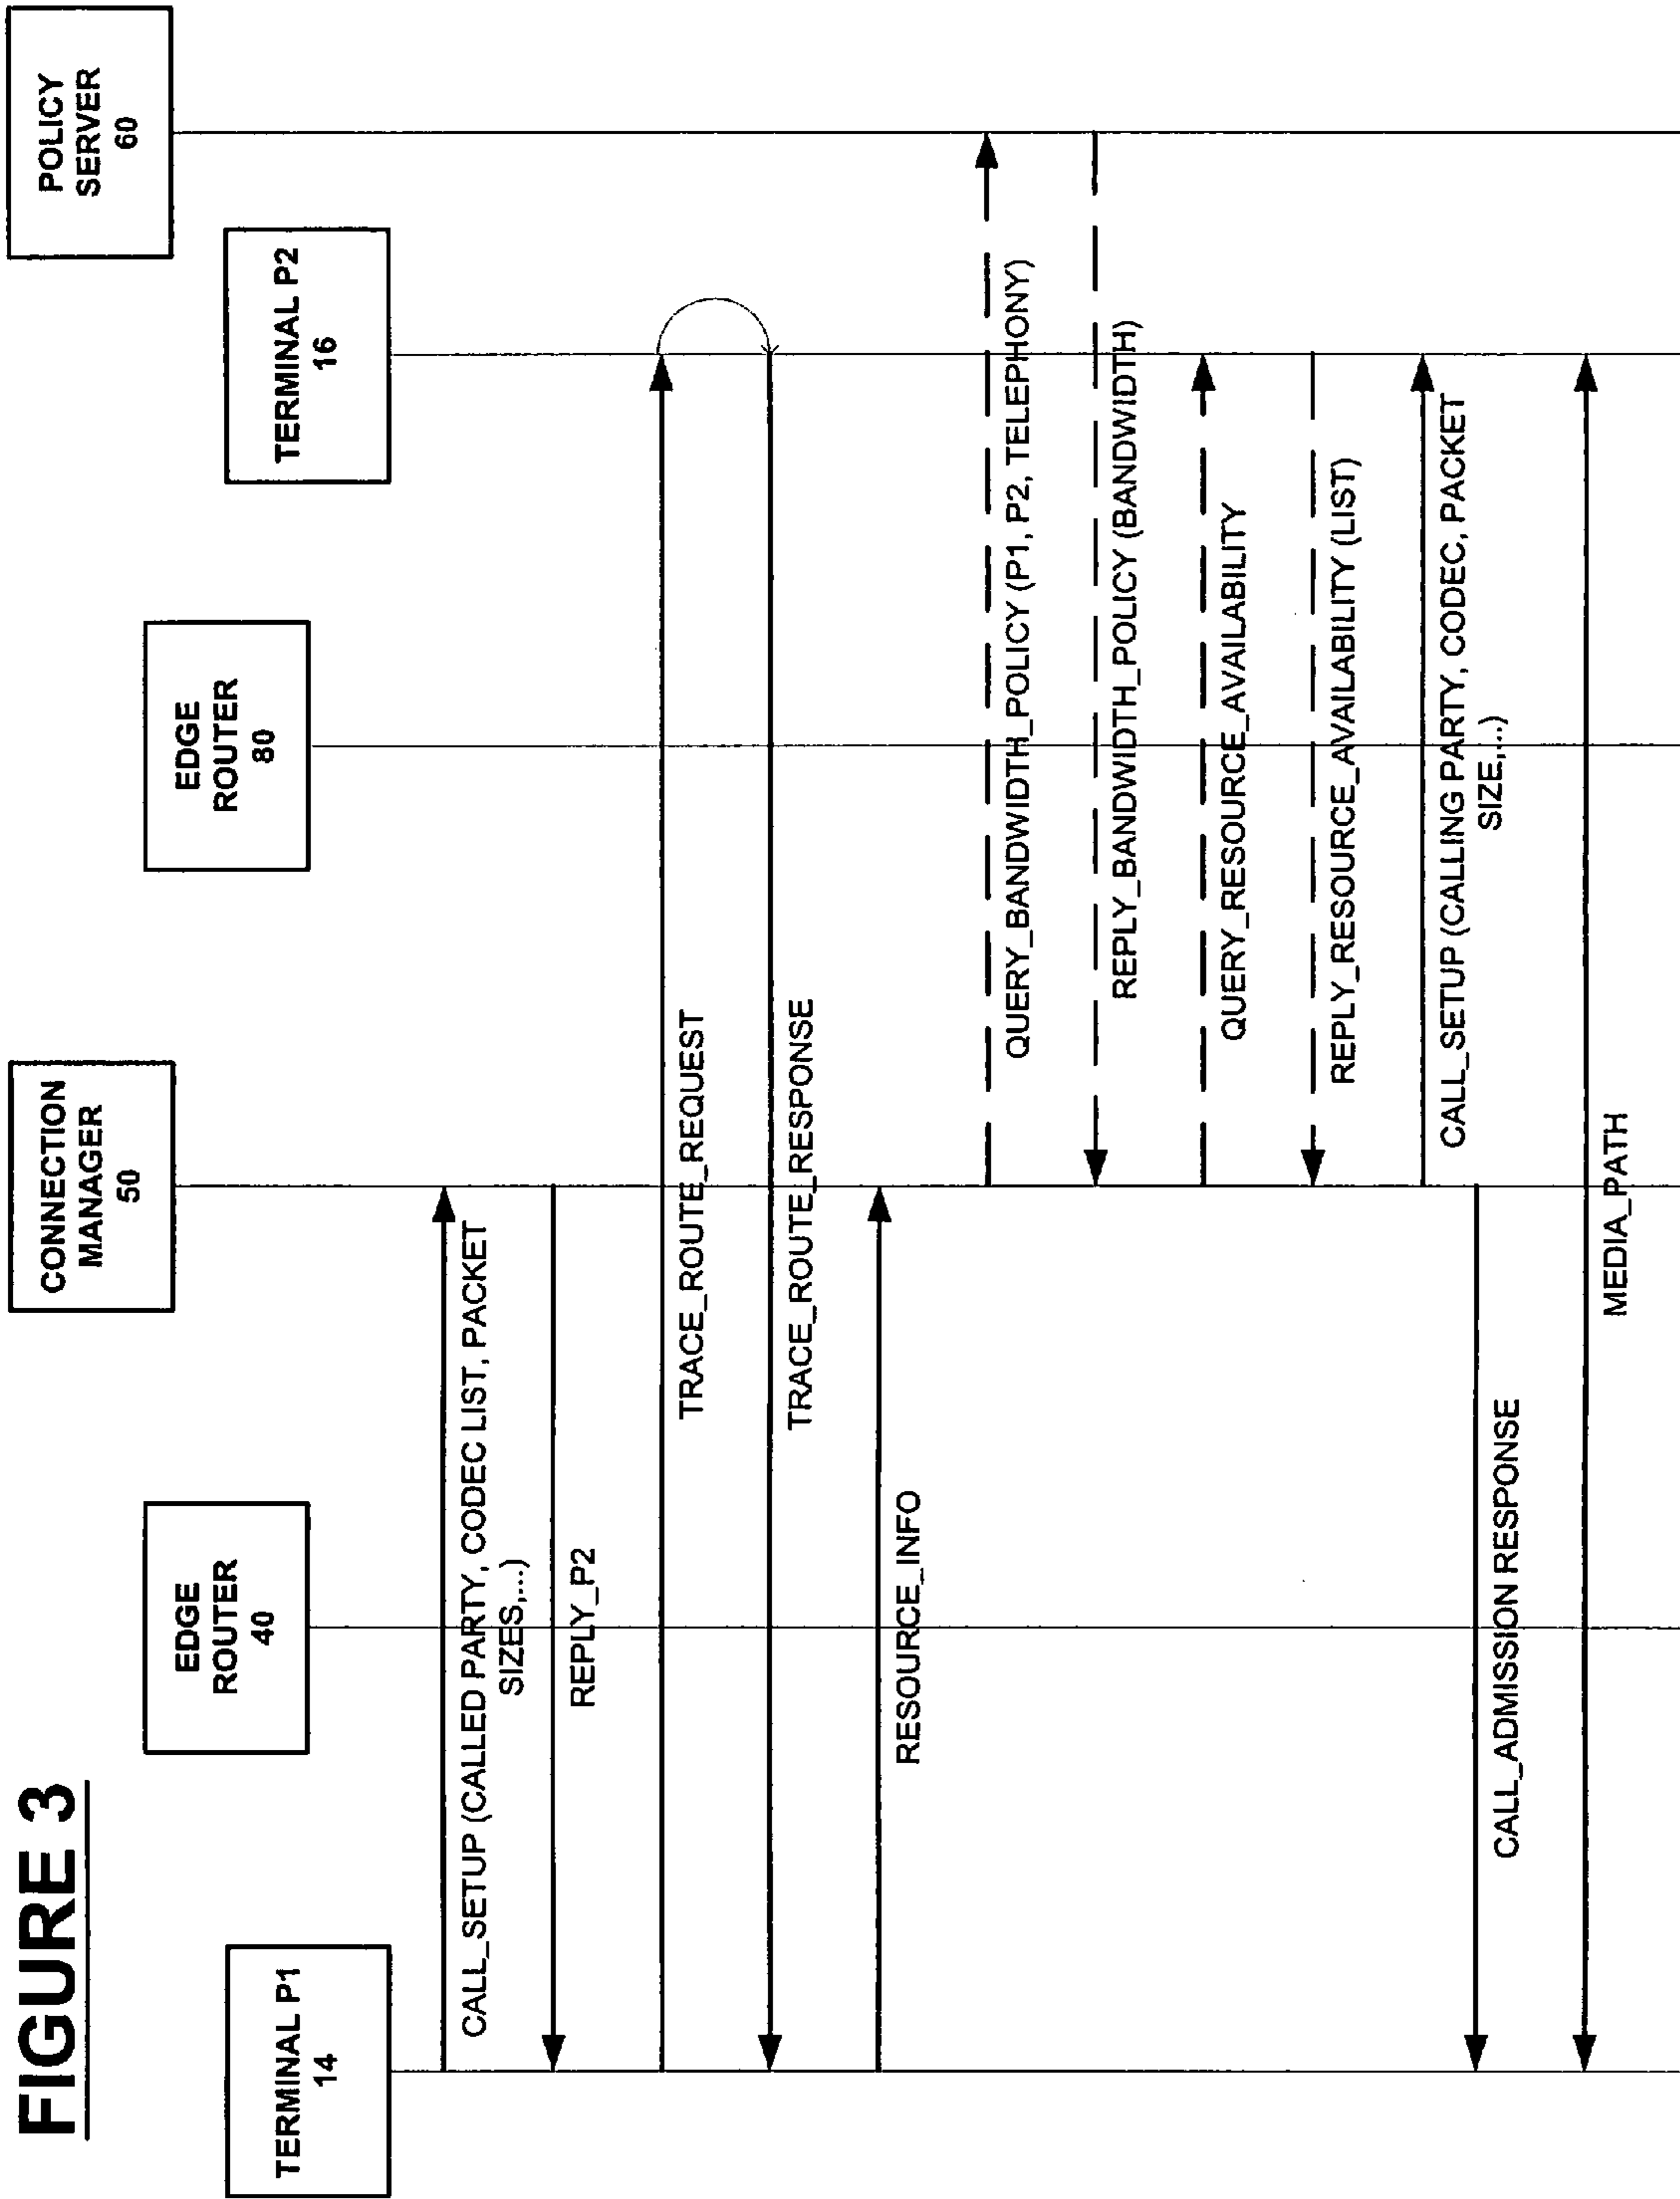 FIGURE 3
TERMINAL P1
14
EDGE
ROUTER
40
CONNECTION
MANAGER
50
EDGE
ROUTER
80
TERMINAL P2
16
POLICY
SERVER
60
CALL_SETUP (CALLED PARTY, CODEC LIST, PACKET
SIZES,...)
REPLY_P2
TRACE_ROUTE_REQUEST
TRACE_ROUTE_RESPONSE
RESOURCE_INFO
QUERY_BANDWIDTH_POLICY (P1, P2, TELEPHONY)
REPLY_BANDWIDTH_POLICY (BANDWIDTH)
QUERY_RESOURCE_AVAILABILITY
REPLY_RESOURCE_AVAILABILITY (LIST)
CALL_SETUP (CALLING PARTY, CODEC, PACKET
SIZE,...)
CALL_ADMISSION RESPONSE
MEDIA_PATH